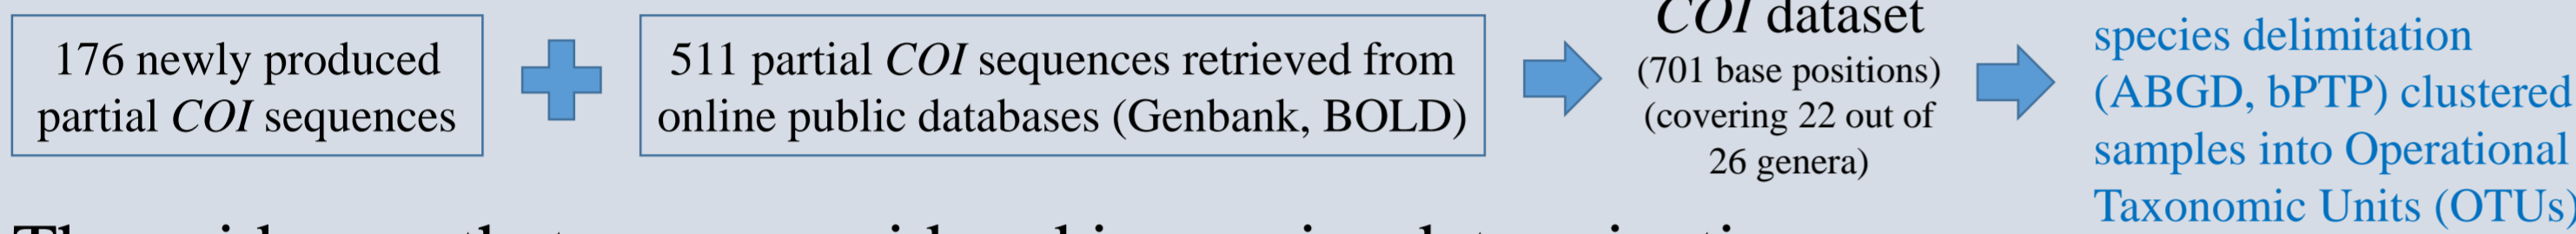 176 newly produced
partial COI sequences
511 partial COI sequences retrieved from
online public databases (Genbank, BOLD)
COI dataset
(701 base positions)
(covering 22 out of
26 genera)
species delimitation
(ABGD, bPTP) clustered
samples into Operational
Taxonomic Units (OTUs)